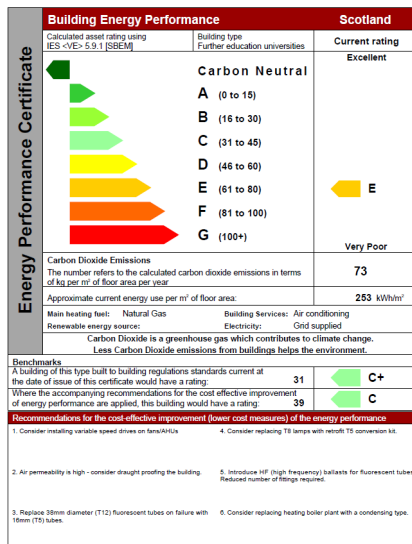 Energy Performance Certificate
Building Energy Performance
Scotland
Calculated asset rating using
IES <VE> 5.9.1 [SBEM]
Building type
Further education universities
Current rating
Excellent
Carbon Neutral
A (0 to 15)
B (16 to 30)
C (31 to 45)
D (46 to 60)
E (61 to 80)
E
F (81 to 100)
G (100+)
Very Poor
Carbon Dioxide Emissions
The number refers to the calculated carbon dioxide emissions in terms
of kg per m² of floor area per year
73
Approximate current energy use per m² of floor area:
253 kWh/m²
Main heating fuel: Natural Gas
Building Services: Air conditioning
Renewable energy source:
Electricity: Grid supplied
Carbon Dioxide is a greenhouse gas which contributes to climate change.
Less Carbon Dioxide emissions from buildings helps the environment.
Benchmarks
A building of this type built to building regulations standards current at
the date of issue of this certificate would have a rating: 31
C+
Where the accompanying recommendations for the cost effective improvement
of energy performance are applied, this building would have a rating: 39
C
Recommendations for the cost-effective improvement (lower cost measures) of the energy performance
1. Consider installing variable speed drives on fans/AHUs
4. Consider replacing T8 lamps with retrofit T5 conversion kit.
2. Air permeability is high - consider draught proofing the building.
5. Introduce HF (high frequency) ballasts for fluorescent tubes
Reduced number of fittings required.
3. Replace 38mm diameter (T12) fluorescent tubes on failure with
16mm (T5) tubes.
6. Consider replacing heating boiler plant with a condensing type.